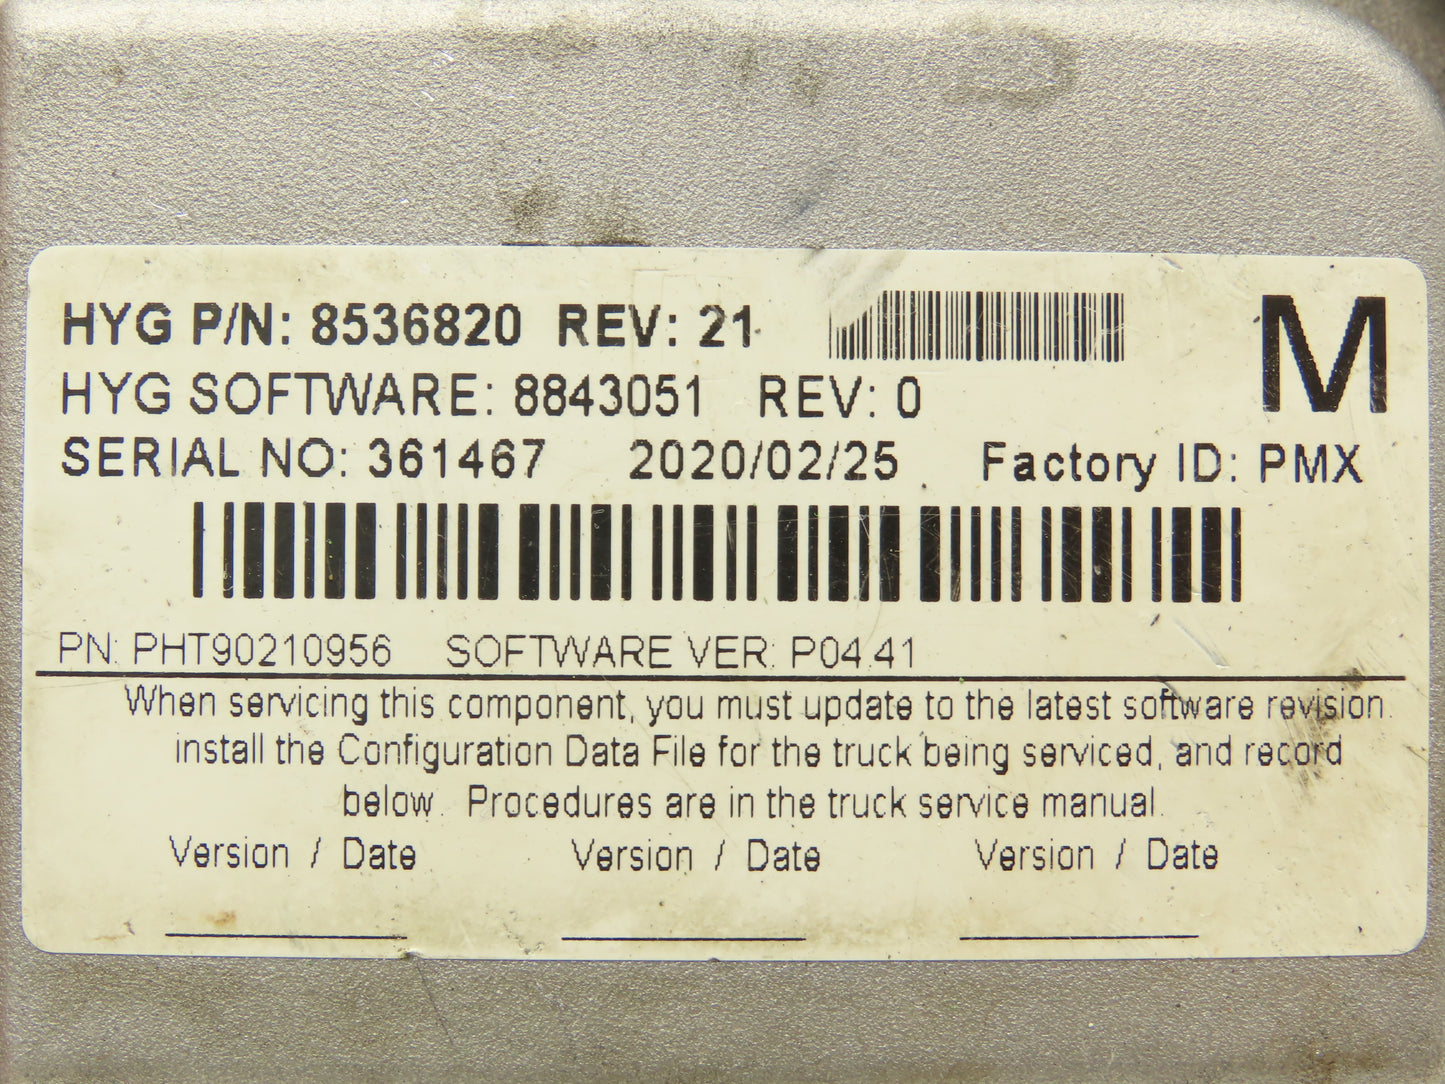 HYG P/N: 8536820 REV: 21 M
HYG SOFTWARE: 8843051 REV: 0
SERIAL NO: 361467 2020/02/25 Factory ID: PMX
PN: PHT90210956 SOFTWARE VER: P04.41
When servicing this component, you must update to the latest software revision.
install the Configuration Data File for the truck being serviced, and record
below. Procedures are in the truck service manual.
Version / Date Version / Date Version / Date